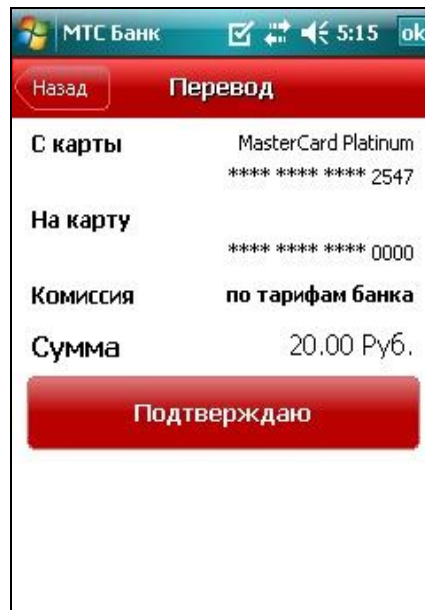 МТС Банк 5:15 ok
Назад Перевод
С карты MasterCard Platinum
**** **** **** 2547
На карту
**** **** **** 0000
Комиссия по тарифам банка
Сумма 20.00 Руб.
Подтверждаю